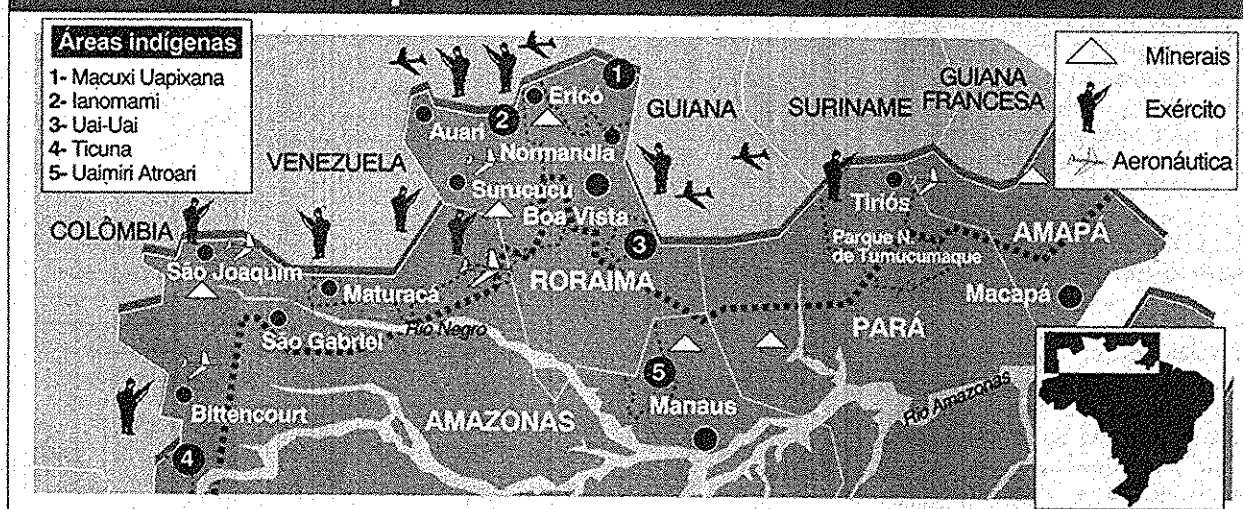 Áreas indígenas
1- Macuxi Uapixana
2- Ianomami
3- Uai-Uai
4- Ticuna
5- Uaimiri Atroari
Minerais
Exército
Aeronáutica
COLÔMBIA
VENEZUELA
GUIANA
SURINAME
GUIANA
FRANCESA
1
Ericó
2
Auari
Normandia
Surucucu
Boa Vista
3
RORAIMA
São Joaquim
Maturacá
São Gabriel
Rio Negro
Bittencourt
4
AMAZONAS
5
Manaus
Tiriós
Parque N.
de Tumucumaque
AMAPÁ
Macapá
PARÁ
Rio Amazonas